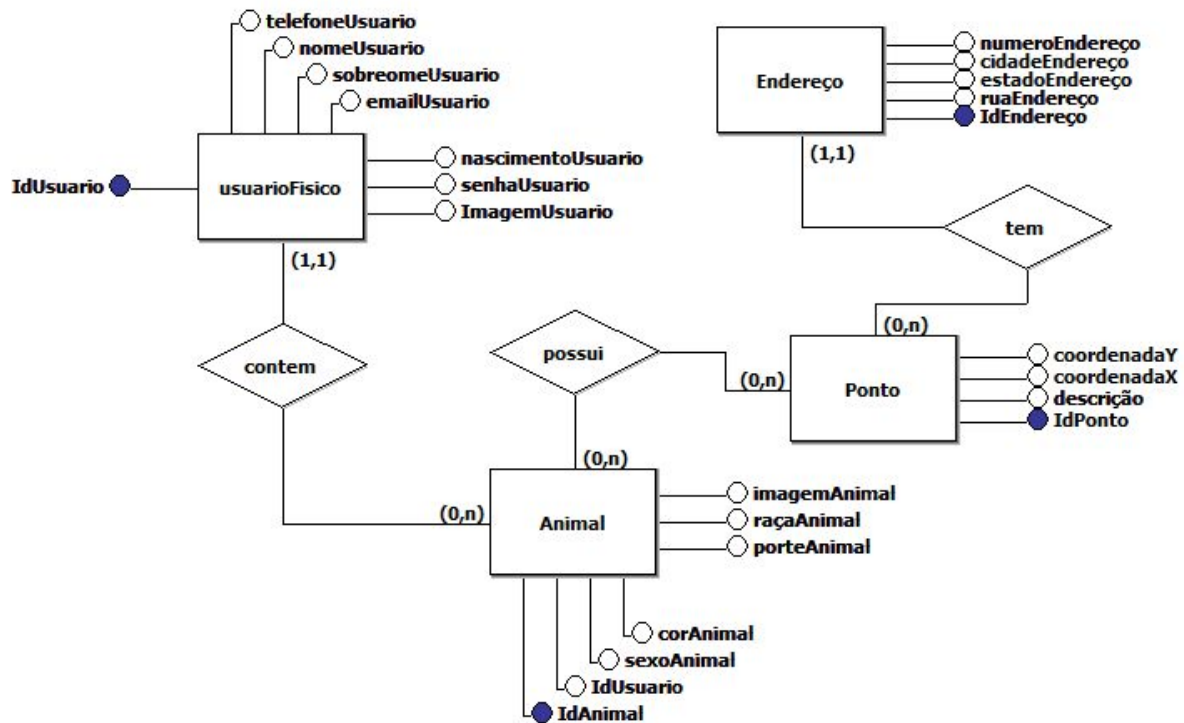 telefoneUsuario
nomeUsuario
sobreomeUsuario
emailUsuario
IdUsuario
usuarioFisico
nascimentoUsuario
senhaUsuario
ImagemUsuario
(1,1)
contem
(0,n)
Endereço
numeroEndereço
cidadeEndereço
estadoEndereço
ruaEndereço
IdEndereço
(1,1)
tem
(0,n)
possui
(0,n)
Ponto
coordenadaY
coordenadaX
descrição
IdPonto
(0,n)
Animal
imagemAnimal
raçaAnimal
porteAnimal
corAnimal
sexoAnimal
IdUsuario
IdAnimal